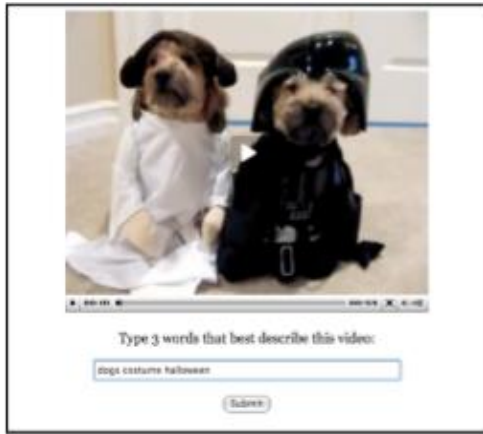 Type 3 words that best describe this video:
dogs costume halloween
Submit